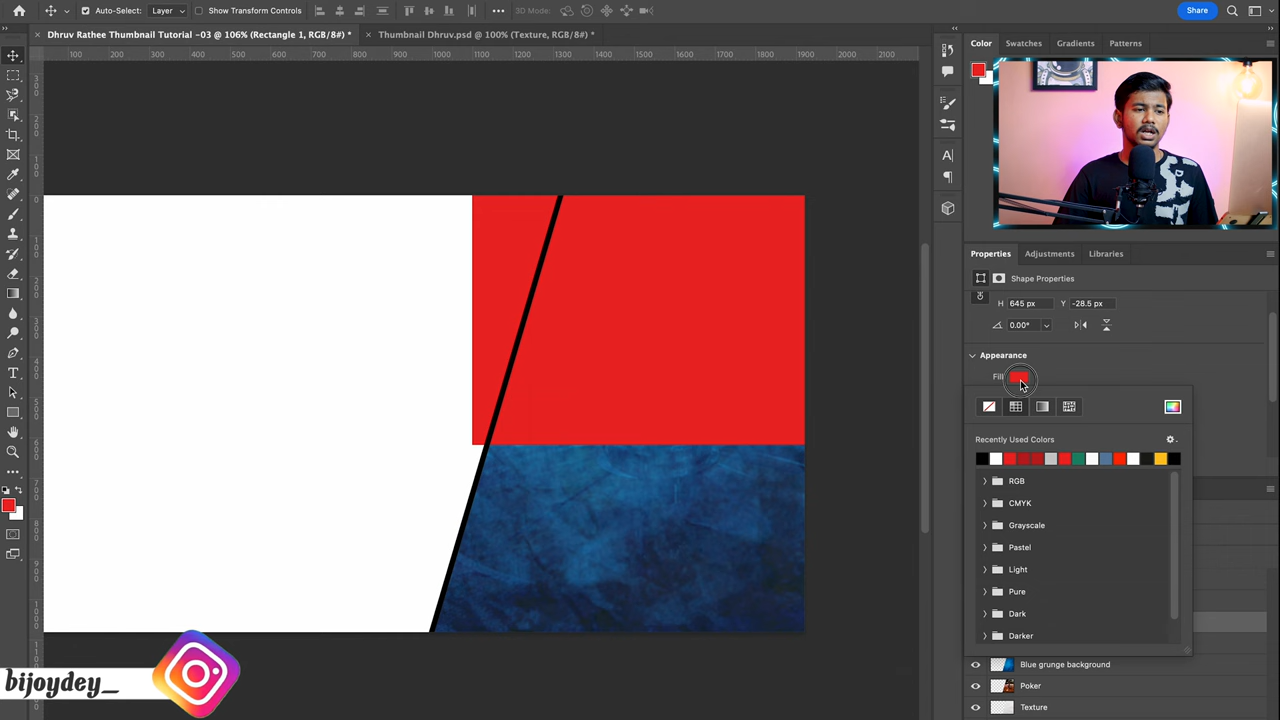 Auto-Select: Layer Show Transform Controls 3D Mode: Share
Dhruv Rathee Thumbnail Tutorial -03 @ 106% (Rectangle 1, RGB/8#) * Thumbnail Dhruv.psd @ 100% (Texture, RGB/8#) *
Color Swatches Gradients Patterns
100 200 300 400 500 600 700 800 900 1000 1100 1200 1300 1400 1500 1600 1700 1800 1900 2000 2100
Properties Adjustments Libraries
Shape Properties
H 645 px Y -28.5 px
0.00°
Appearance
Fill
Recently Used Colors
RGB
CMYK
Grayscale
Pastel
Light
Pure
Dark
Darker
Blue grunge background
Poker
Texture
bijoydey_